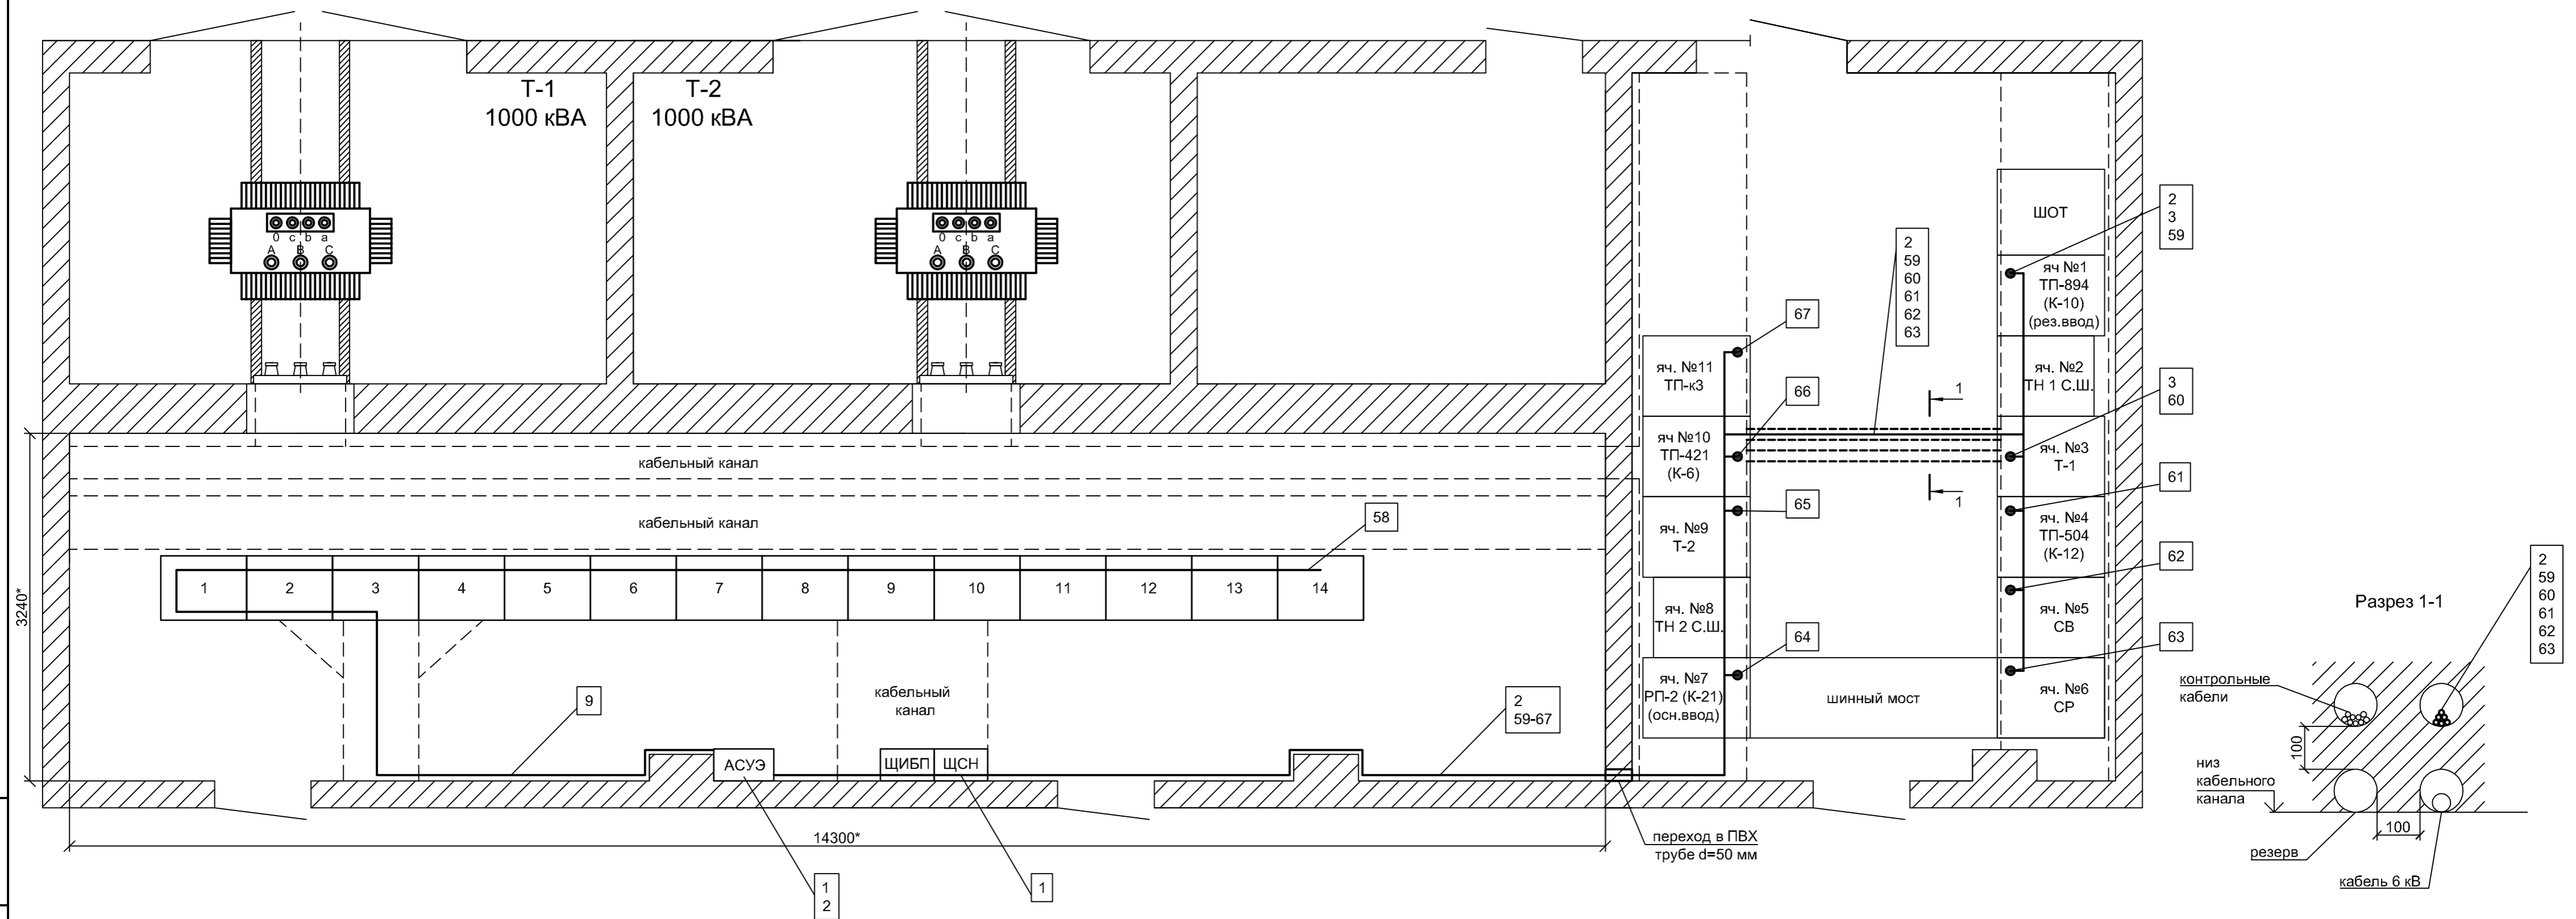 Т-1
1000 кВА
Т-2
1000 кВА
0 c b a
A B C
0 c b a
A B C
ШОТ
яч №1
ТП-894
(К-10)
(рез.ввод)
яч. №2
ТН 1 С.Ш.
яч. №3
Т-1
яч. №4
ТП-504
(К-12)
яч. №5
СВ
яч. №6
СР
шинный мост
яч. №11
ТП-к3
яч №10
ТП-421
(К-6)
яч. №9
Т-2
яч. №8
ТН 2 С.Ш.
яч. №7
РП-2 (К-21)
(осн.ввод)
2
3
59
2
59
60
61
62
63
67
66
65
64
3
60
61
62
63
1
1
кабельный канал
кабельный канал
58
1 2 3 4 5 6 7 8 9 10 11 12 13 14
3240*
9
кабельный
канал
2
59-67
АСУЭ
ЩИБП
ЩСН
14300*
1
2
1
переход в ПВХ
трубе d=50 мм
Разрез 1-1
2
59
60
61
62
63
контрольные
кабели
100
низ
кабельного
канала
100
резерв
кабель 6 кВ